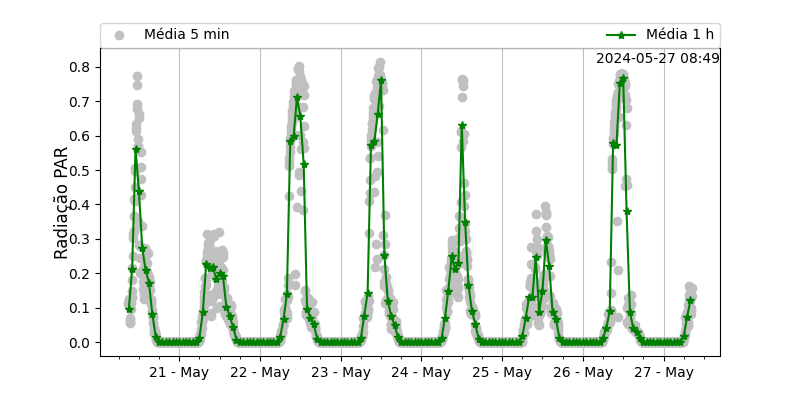 Média 5 min
Média 1 h
2024-05-27 08:49
Radiação PAR
0.8
0.7
0.6
0.5
0.4
0.3
0.2
0.1
0.0
21 - May
22 - May
23 - May
24 - May
25 - May
26 - May
27 - May